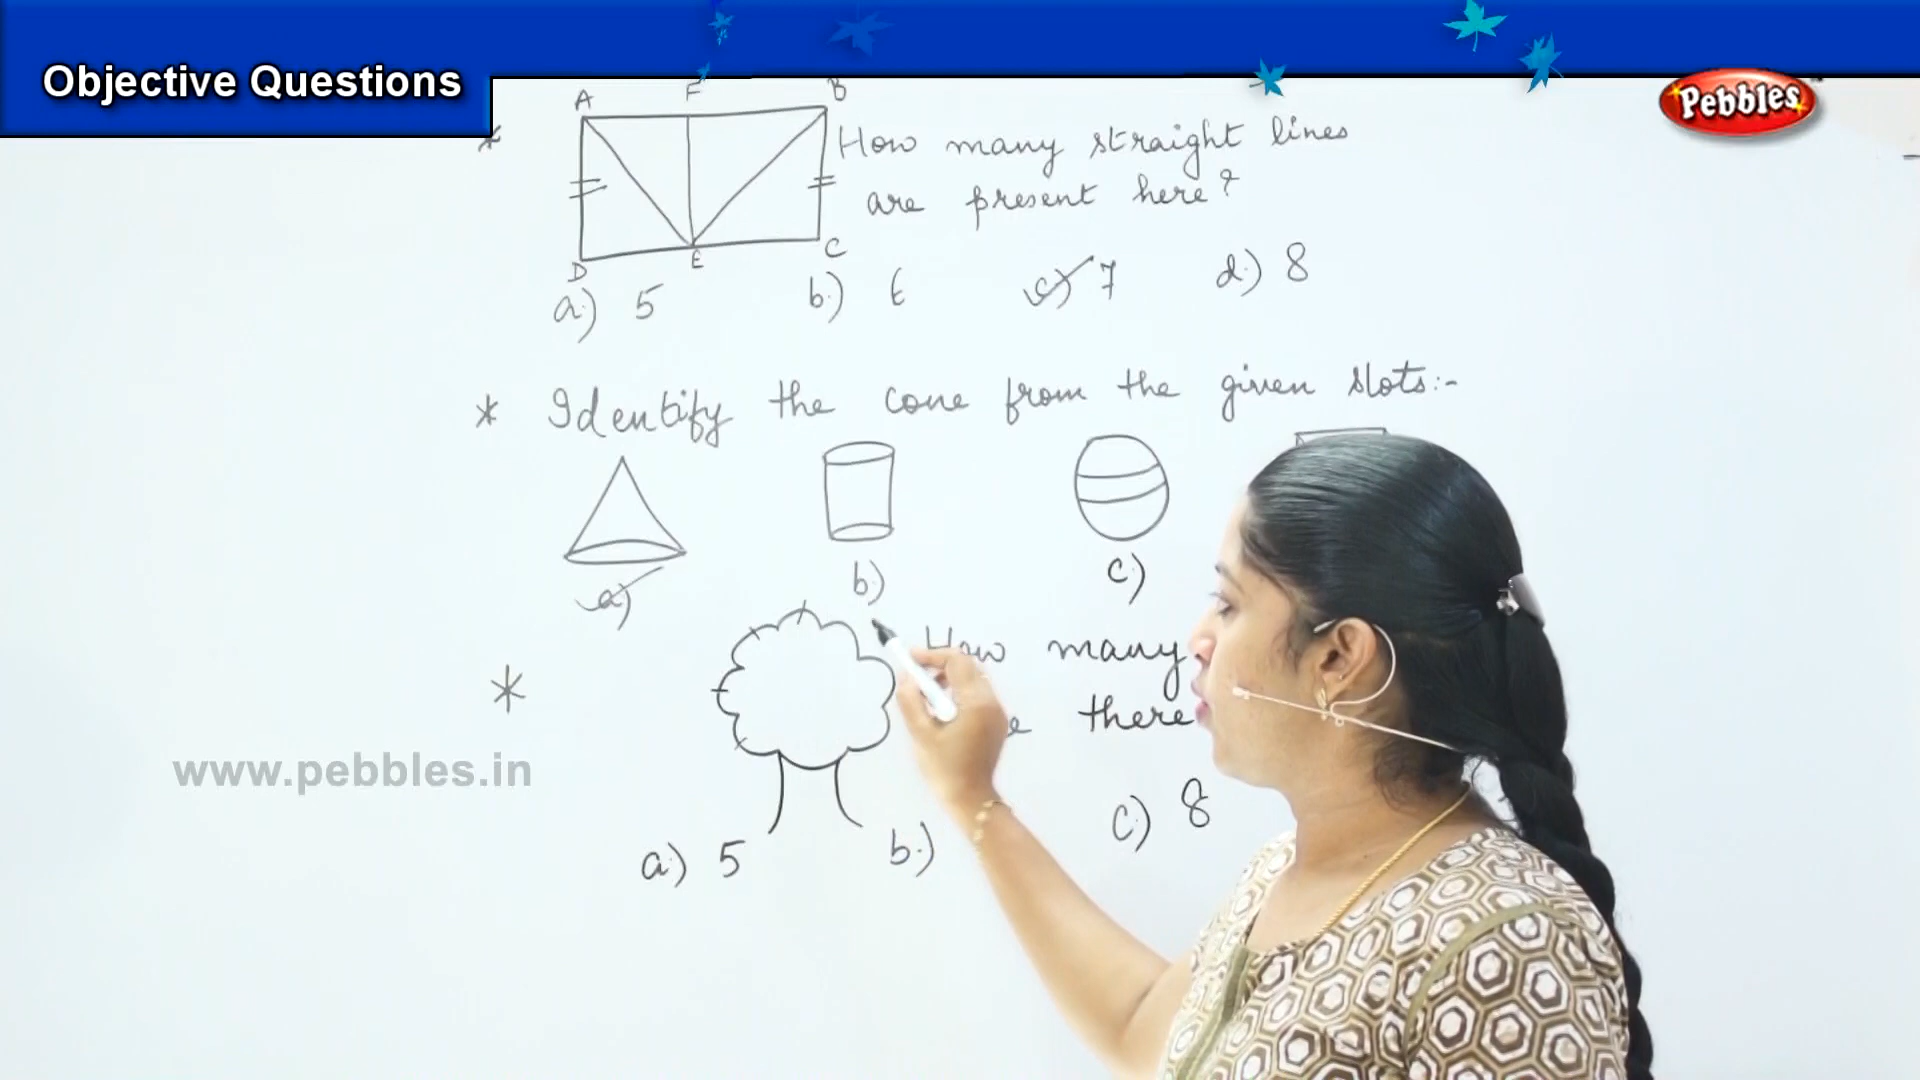 Objective Questions
Pebbles
A F B
* How many straight lines
are present here?
D E C
a.) 5 b.) 6 c.) 7 d.) 8
* Identify the cone from the given slots:-
a.) b.) c.)
* How many
there
www.pebbles.in
a.) 5 b.) c.) 8